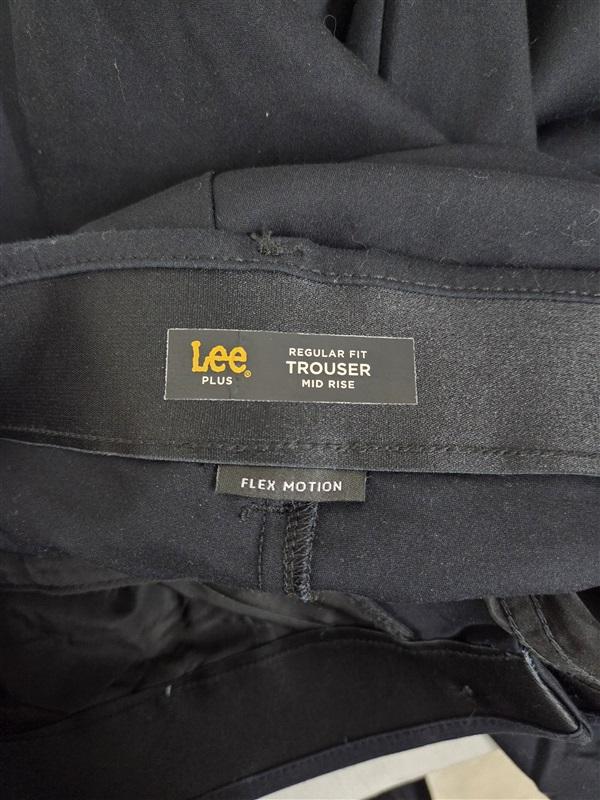 Lee®
PLUS
REGULAR FIT
TROUSER
MID RISE
FLEX MOTION